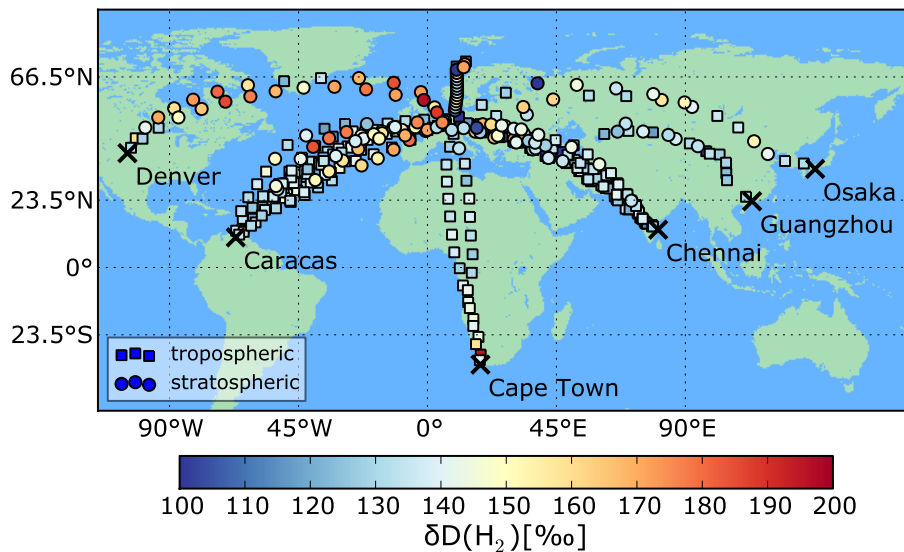 66.5°N
23.5°N
0°
23.5°S
Denver
Caracas
Osaka
Guangzhou
Chennai
Cape Town
tropospheric
stratospheric
90°W 45°W 0° 45°E 90°E
100 110 120 130 140 150 160 170 180 190 200
δD(H₂)[‰]